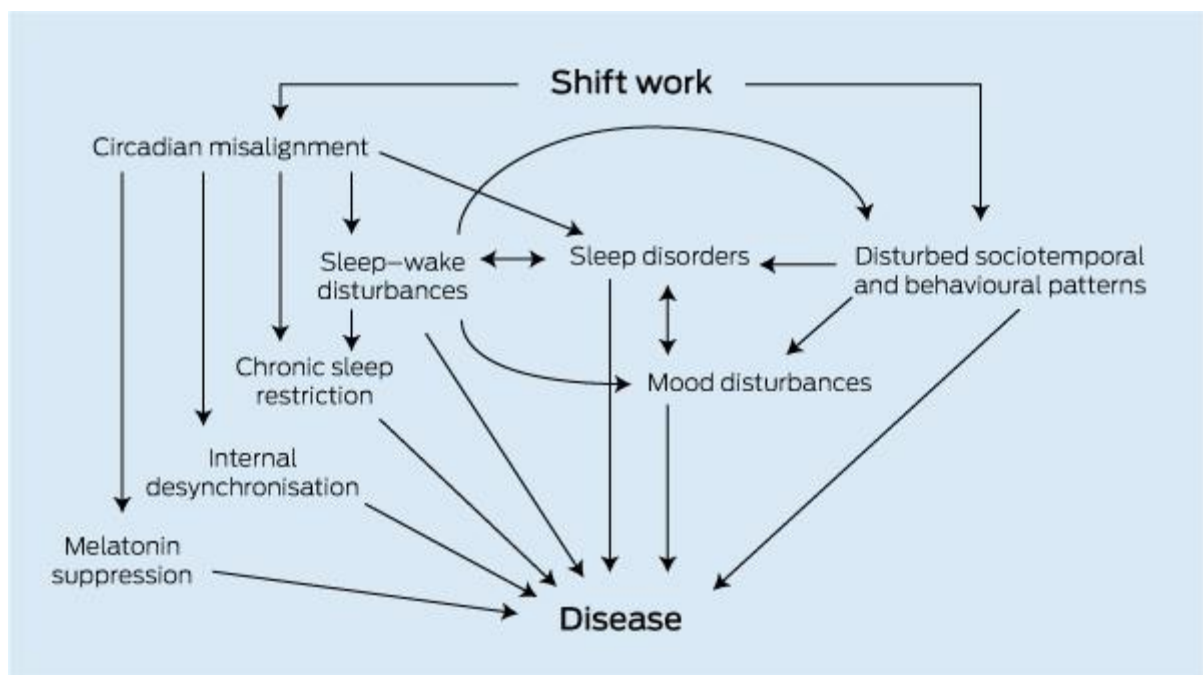 Shift work
Circadian misalignment
Sleep–wake
disturbances
Sleep disorders
Disturbed sociotemporal
and behavioural patterns
Chronic sleep
restriction
Mood disturbances
Internal
desynchronisation
Melatonin
suppression
Disease